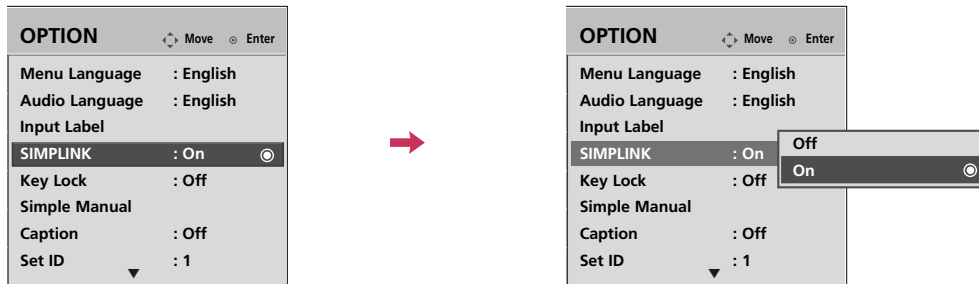 OPTION Move Enter
Menu Language : English
Audio Language : English
Input Label
SIMPLINK : On
Key Lock : Off
Simple Manual
Caption : Off
Set ID : 1
OPTION Move Enter
Menu Language : English
Audio Language : English
Input Label
SIMPLINK : On
Key Lock : Off
Simple Manual
Caption : Off
Set ID : 1
Off
On